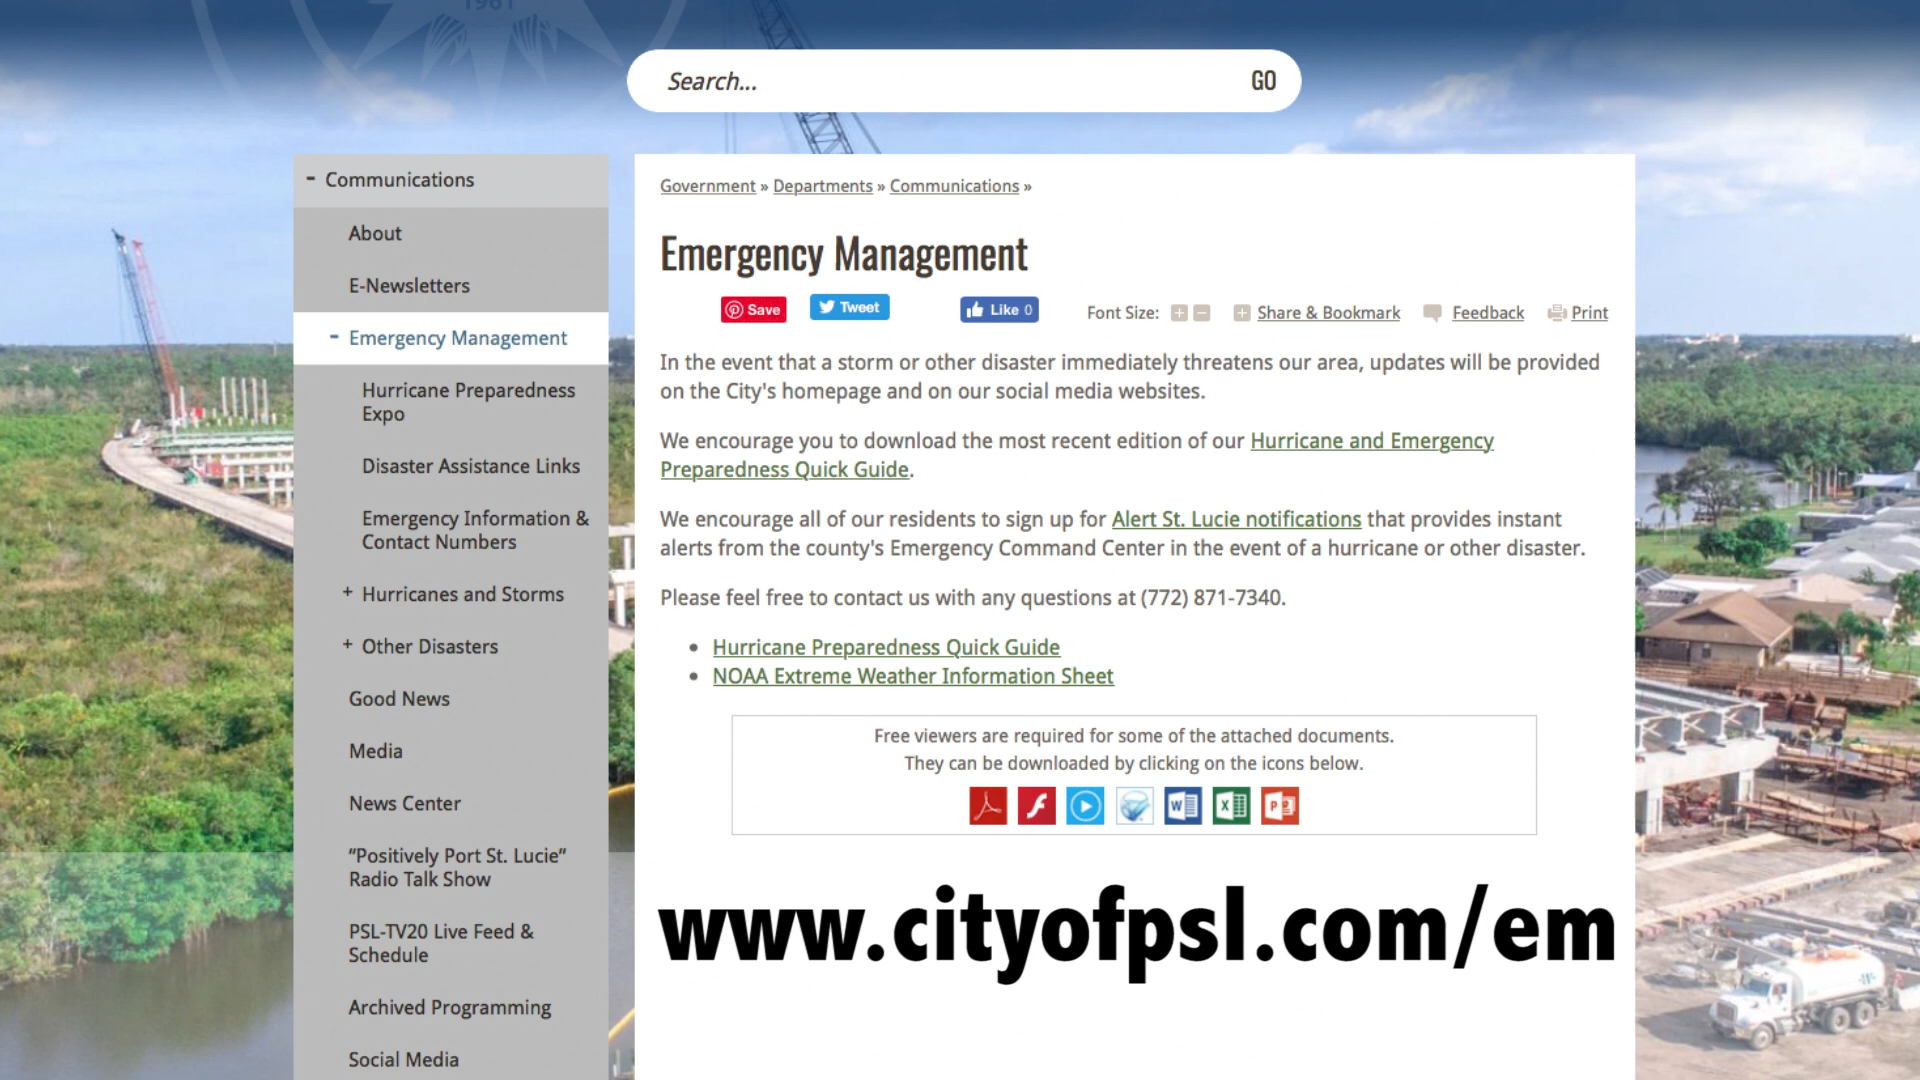 1961
Search...
GO
- Communications
About
E-Newsletters
- Emergency Management
Hurricane Preparedness
Expo
Disaster Assistance Links
Emergency Information &
Contact Numbers
+ Hurricanes and Storms
+ Other Disasters
Good News
Media
News Center
"Positively Port St. Lucie"
Radio Talk Show
PSL-TV20 Live Feed &
Schedule
Archived Programming
Social Media
Government » Departments » Communications »
Emergency Management
Save Tweet Like 0 Font Size: + - Share & Bookmark Feedback Print
In the event that a storm or other disaster immediately threatens our area, updates will be provided
on the City's homepage and on our social media websites.
We encourage you to download the most recent edition of our Hurricane and Emergency
Preparedness Quick Guide.
We encourage all of our residents to sign up for Alert St. Lucie notifications that provides instant
alerts from the county's Emergency Command Center in the event of a hurricane or other disaster.
Please feel free to contact us with any questions at (772) 871-7340.
• Hurricane Preparedness Quick Guide
• NOAA Extreme Weather Information Sheet
Free viewers are required for some of the attached documents.
They can be downloaded by clicking on the icons below.
www.cityofpsl.com/em